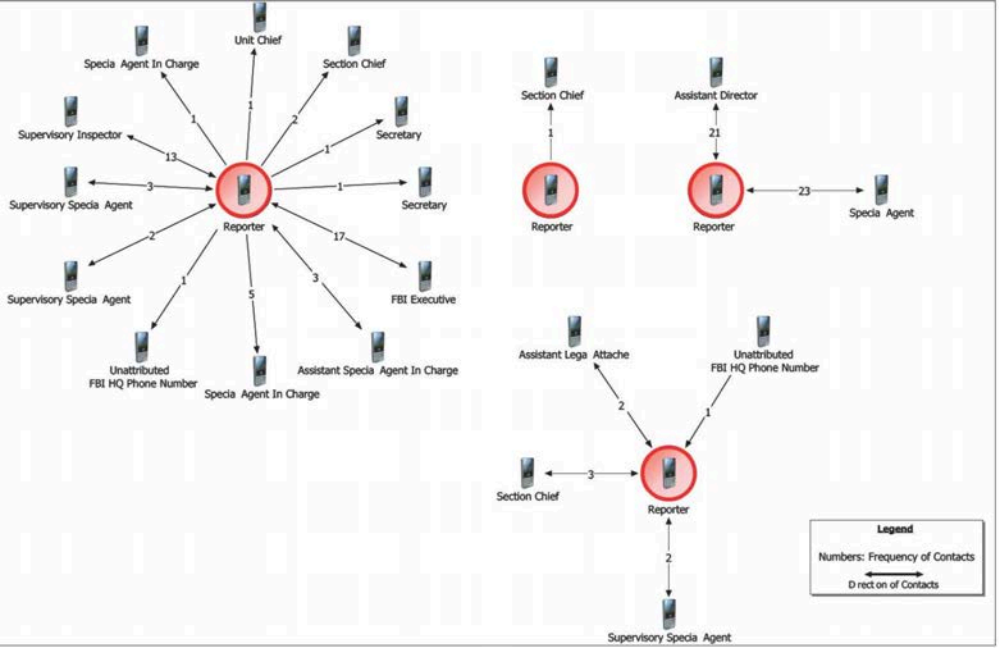 Unit Chief
Specia Agent In Charge
Section Chief
1
1
2
Supervisory Inspector
13
1
Secretary
Supervisory Specia Agent
3
1
Secretary
Reporter
Supervisory Specia Agent
2
17
FBI Executive
1
5
3
Unattributed
FBI HQ Phone Number
Specia Agent In Charge
Assistant Specia Agent In Charge
Section Chief
1
Reporter
Assistant Director
21
Reporter
23
Specia Agent
Assistant Lega Attache
Unattributed
FBI HQ Phone Number
2
1
Section Chief
3
Reporter
2
Supervisory Specia Agent
Legend
Numbers: Frequency of Contacts
D rect on of Contacts